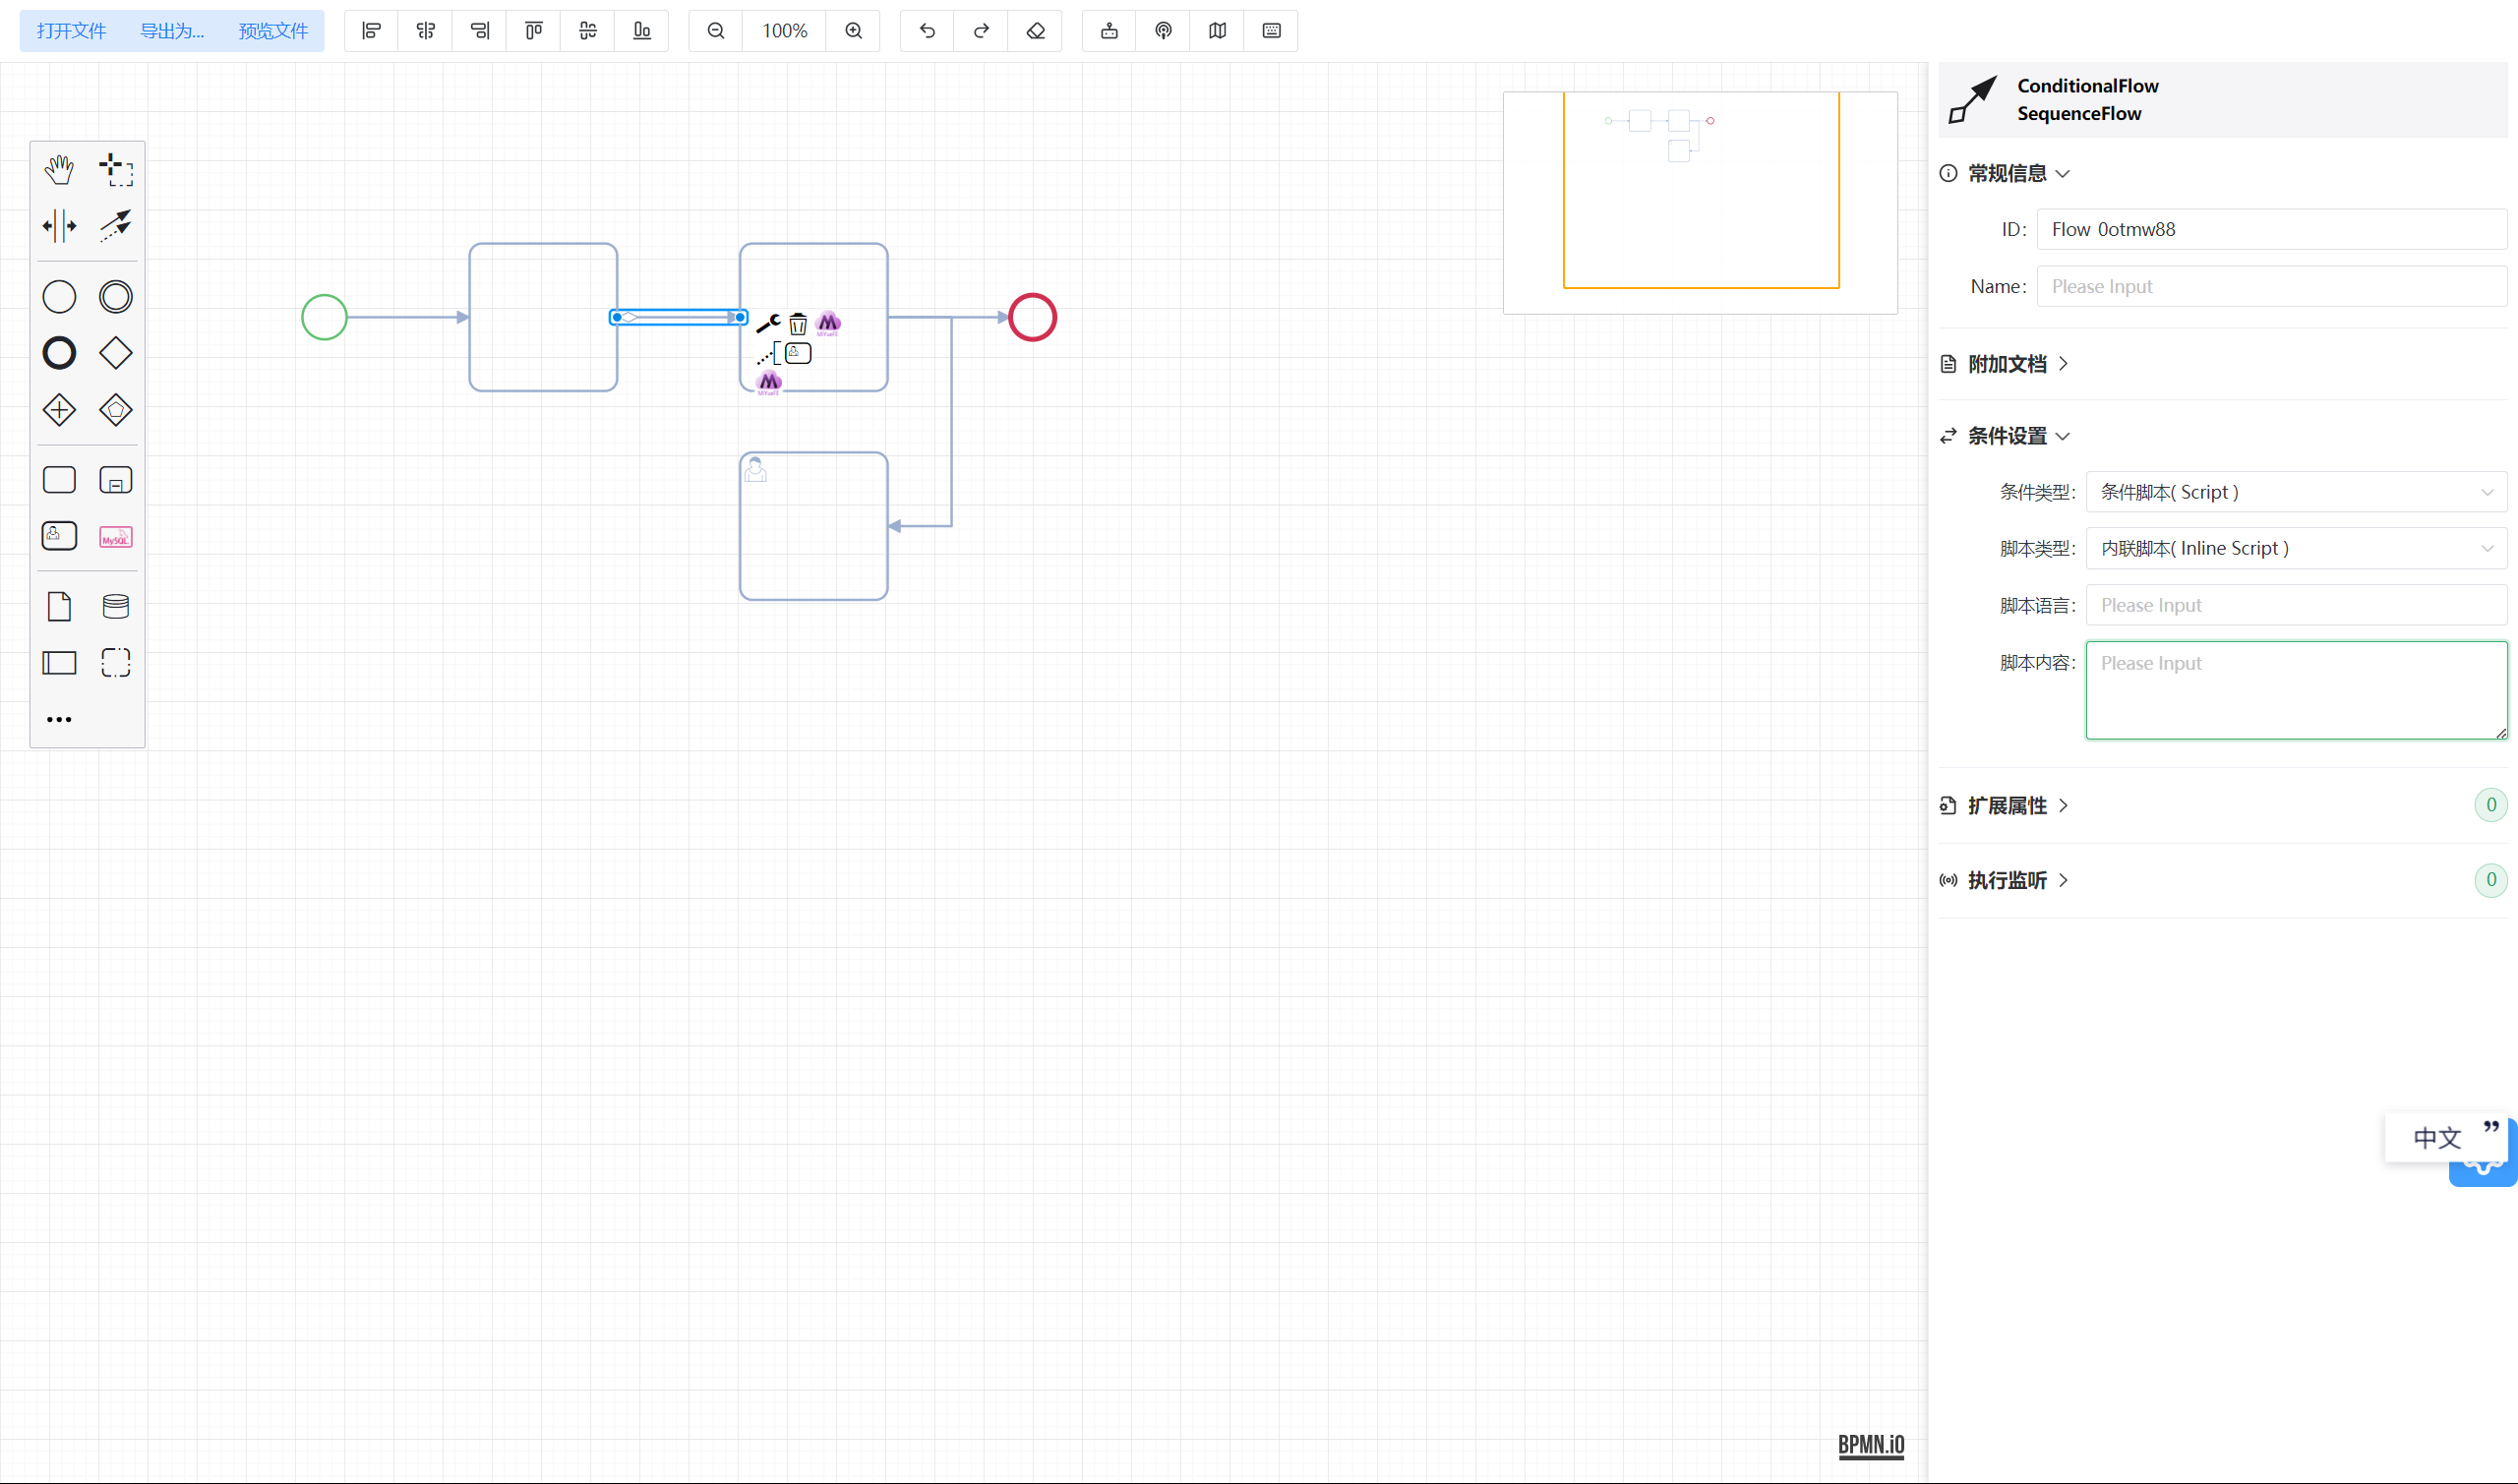 打开文件 导出为... 预览文件 100%
ConditionalFlow
SequenceFlow
常规信息
ID: Flow_0otmw88
Name: Please Input
附加文档
条件设置
条件类型: 条件脚本( Script )
脚本类型: 内联脚本( Inline Script )
脚本语言: Please Input
脚本内容: Please Input
扩展属性 0
执行监听 0
MySQL
中文 ”
BPMN.iO